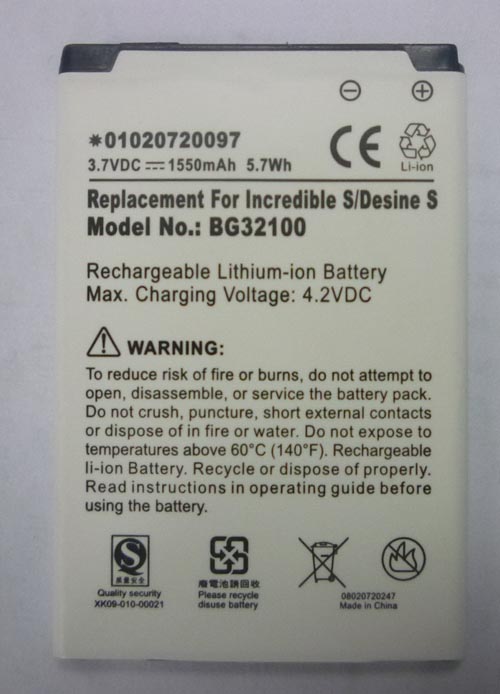 ⊖ ⊕
*01020720097
3.7VDC⎓1550mAh 5.7Wh
CE
Li-ion
Replacement For Incredible S/Desine S
Model No.: BG32100
Rechargeable Lithium-ion Battery
Max. Charging Voltage: 4.2VDC
WARNING:
To reduce risk of fire or burns, do not attempt to
open, disassemble, or service the battery pack.
Do not crush, puncture, short external contacts
or dispose of in fire or water. Do not expose to
temperatures above 60°C (140°F). Rechargeable
li-ion Battery. Recycle or dispose of properly.
Read instructions in operating guide before
using the battery.
质量安全
Quality security
XK09-010-00021
廢電池請回收
Please recycle
disuse battery
08020720247
Made in China